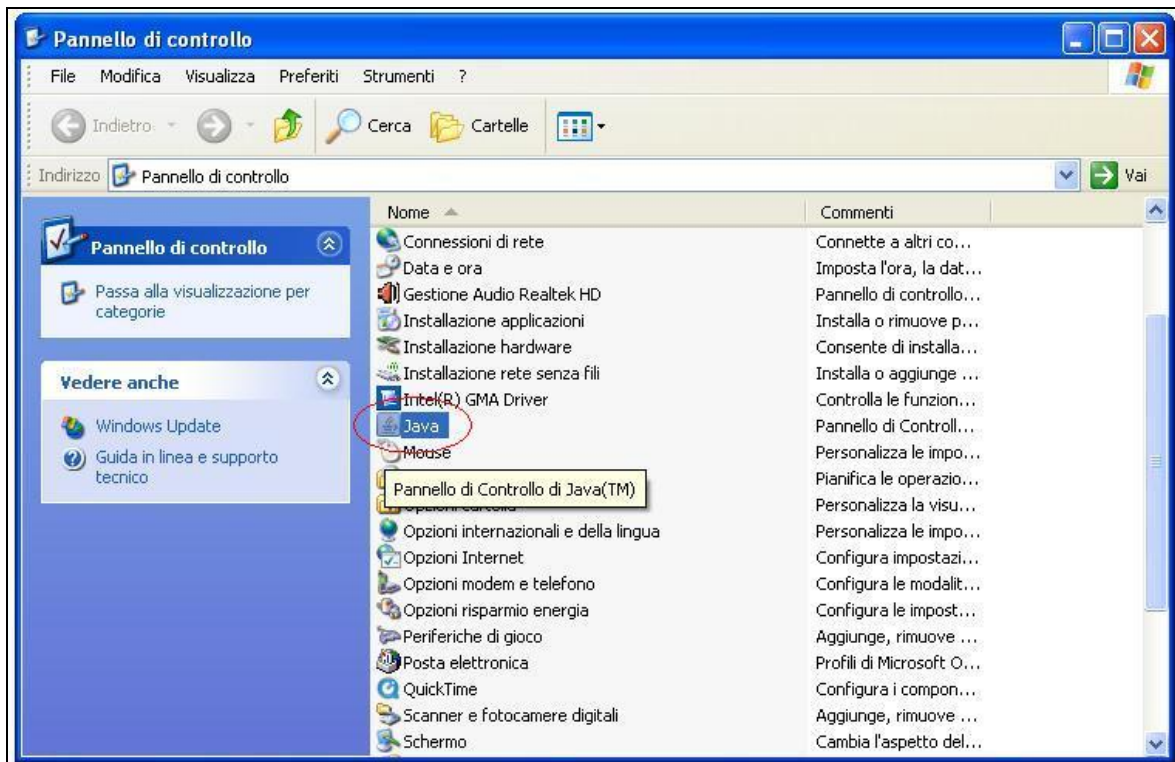 Pannello di controllo
File Modifica Visualizza Preferiti Strumenti ?
Indietro Cerca Cartelle
Indirizzo Pannello di controllo Vai
Pannello di controllo
Passa alla visualizzazione per
categorie
Vedere anche
Windows Update
Guida in linea e supporto
tecnico
Nome Commenti
Connessioni di rete Connette a altri co...
Data e ora Imposta l'ora, la dat...
Gestione Audio Realtek HD Pannello di controllo...
Installazione applicazioni Installa o rimuove p...
Installazione hardware Consente di installa...
Installazione rete senza fili Installa o aggiunge ...
Intel(R) GMA Driver Controlla le funzion...
Java Pannello di Controll...
Mouse Personalizza le impo...
Pianifica le operazio...
Pannello di Controllo di Java(TM)
Opzioni cartella Personalizza la visu...
Opzioni internazionali e della lingua Personalizza le impo...
Opzioni Internet Configura impostazi...
Opzioni modem e telefono Configura le modalit...
Opzioni risparmio energia Configura le impost...
Periferiche di gioco Aggiunge, rimuove ...
Posta elettronica Profili di Microsoft O...
QuickTime Configura i compon...
Scanner e fotocamere digitali Aggiunge, rimuove ...
Schermo Cambia l'aspetto del...